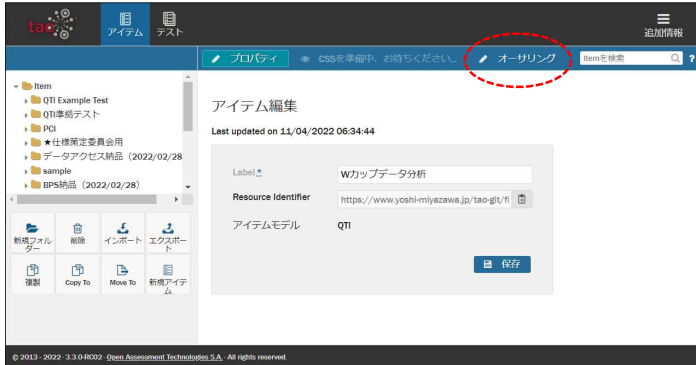 tao
アイテム
テスト
追加情報
プロパティ
CSSを準備中、お待ちください...
オーサリング
Itemを検索
?
Item
QTI Example Test
QTI準拠テスト
PCI
★仕様策定委員会用
データアクセス納品（2022/02/28
sample
BPS納品（2022/02/28）
新規フォル
ダー
削除
インポート
エクスポー
ト
複製
Copy To
Move To
新規アイテ
ム
アイテム編集
Last updated on 11/04/2022 06:34:44
Label *
Wカップデータ分析
Resource Identifier
https://www.yoshi-miyazawa.jp/tao-git/fi
アイテムモデル
QTI
保存
© 2013 - 2022 · 3.3.0-RC02 · Open Assessment Technologies S.A. · All rights reserved.